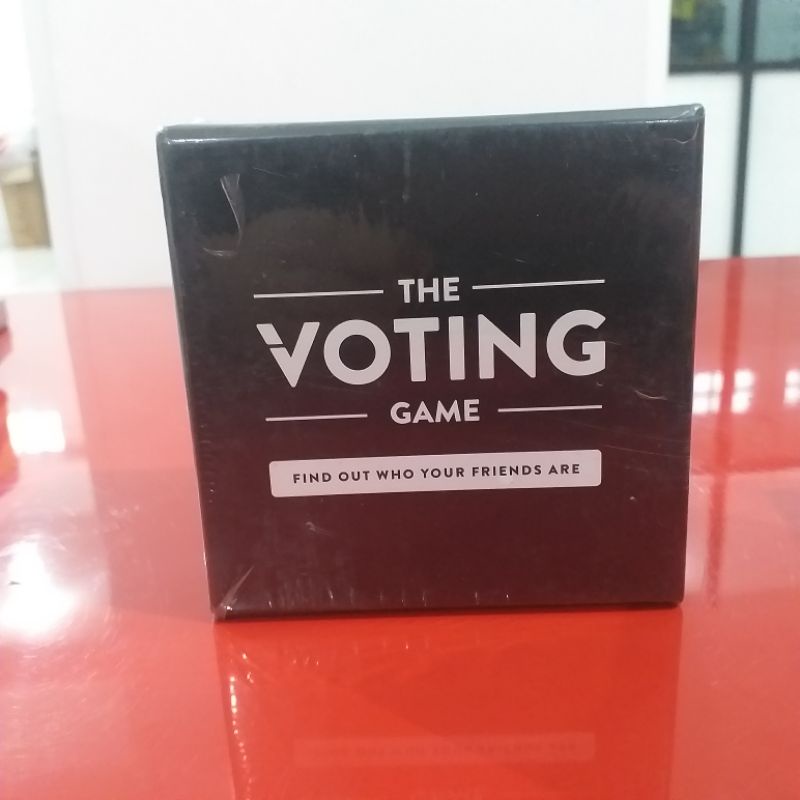 THE
VOTING
GAME
FIND OUT WHO YOUR FRIENDS ARE